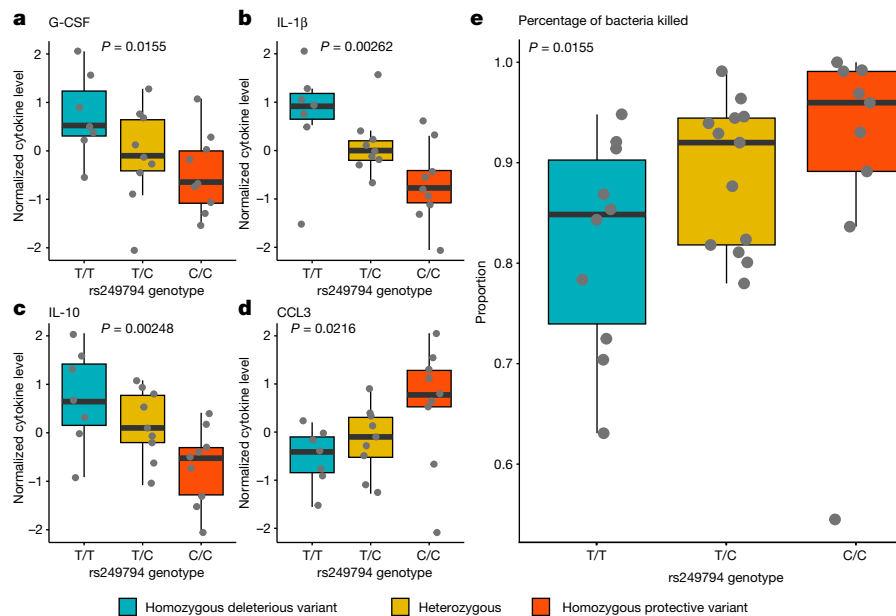 a G-CSF
P = 0.0155
Normalized cytokine level
2
1
0
−1
−2
T/T T/C C/C
rs249794 genotype
b IL-1β
P = 0.00262
Normalized cytokine level
2
1
0
−1
−2
T/T T/C C/C
rs249794 genotype
c IL-10
P = 0.00248
Normalized cytokine level
2
1
0
−1
−2
T/T T/C C/C
rs249794 genotype
d CCL3
P = 0.0216
Normalized cytokine level
2
1
0
−1
−2
T/T T/C C/C
rs249794 genotype
e Percentage of bacteria killed
P = 0.0155
Proportion
1.0
0.9
0.8
0.7
0.6
T/T T/C C/C
rs249794 genotype
Homozygous deleterious variant Heterozygous Homozygous protective variant